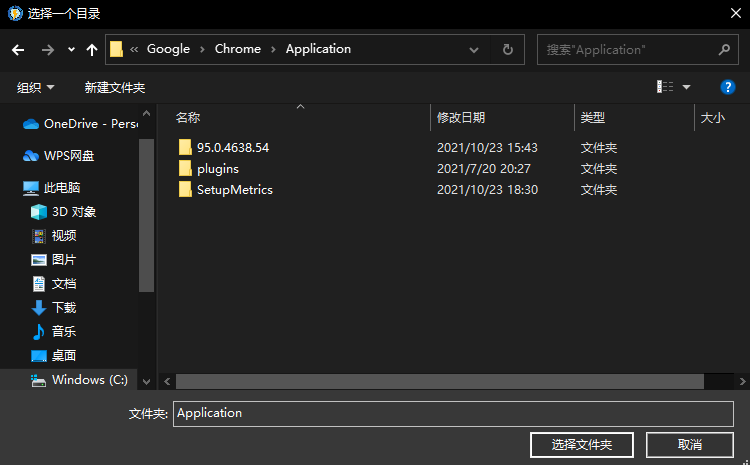 选择一个目录
« Google › Chrome › Application
搜索"Application"
组织 新建文件夹
名称 修改日期 类型 大小
95.0.4638.54 2021/10/23 15:43 文件夹
plugins 2021/7/20 20:27 文件夹
SetupMetrics 2021/10/23 18:30 文件夹
OneDrive - Pers
WPS网盘
此电脑
3D 对象
视频
图片
文档
下载
音乐
桌面
Windows (C:)
文件夹: Application
选择文件夹 取消